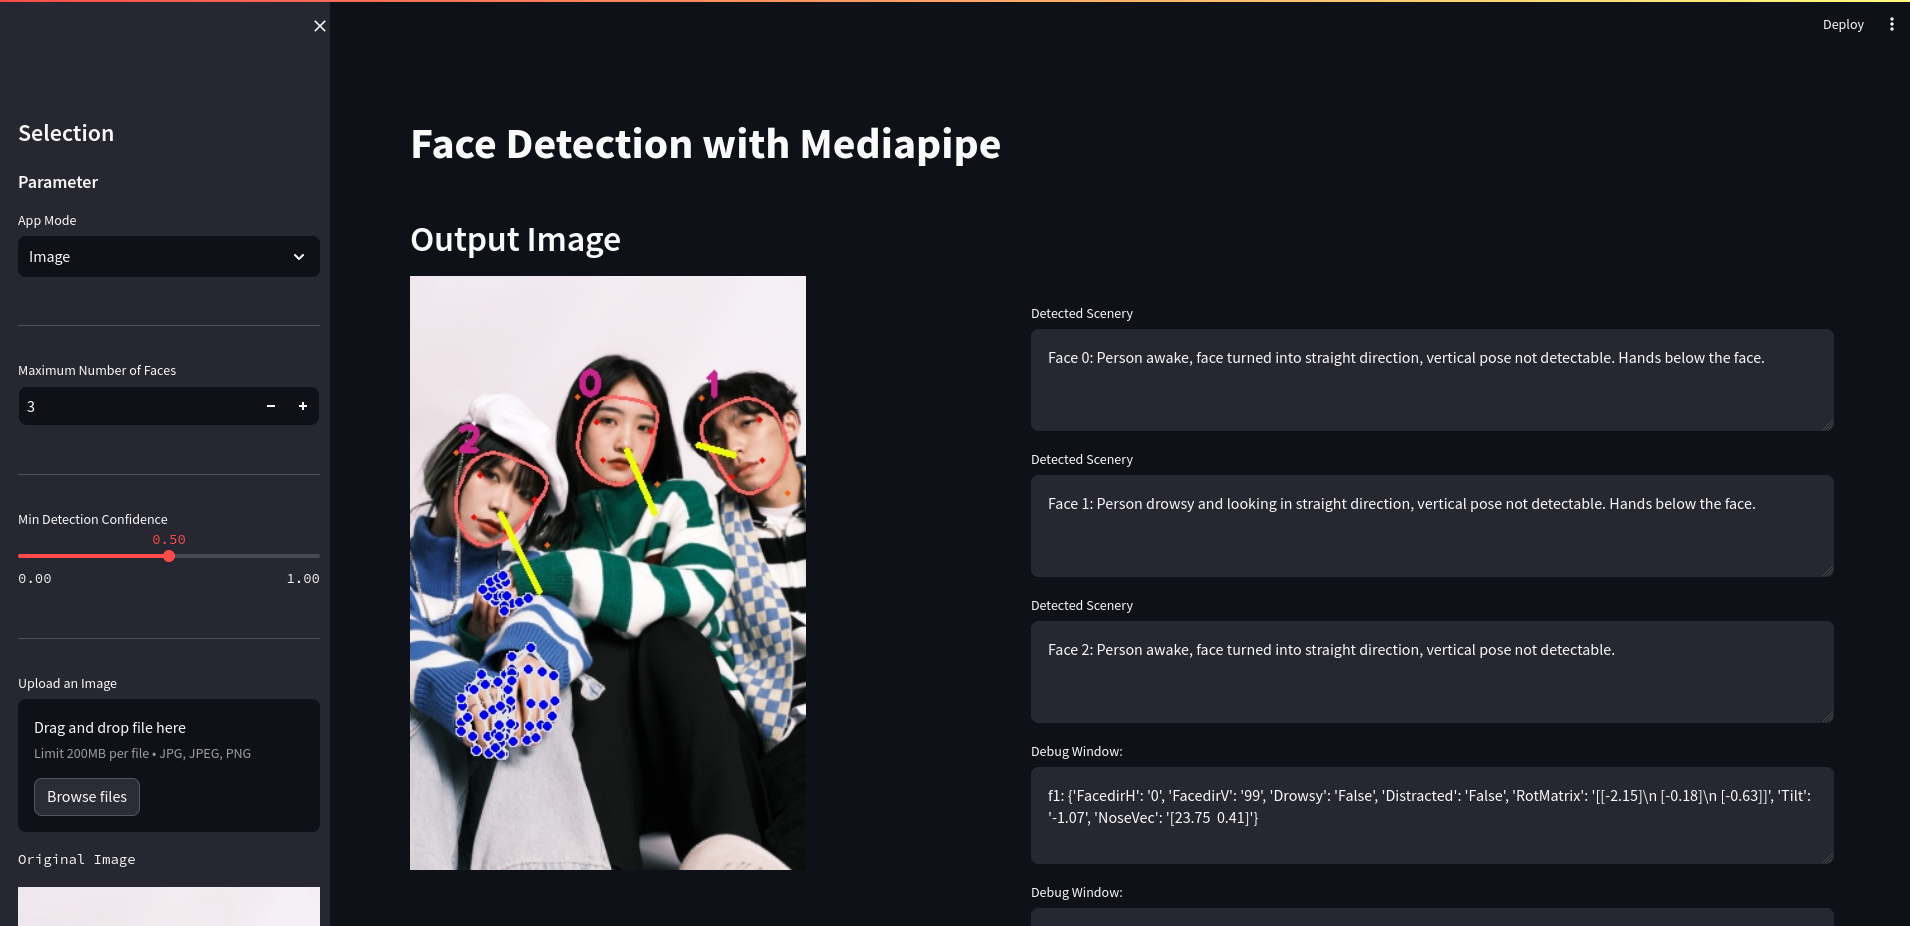 Deploy
Selection
Parameter
App Mode
Image
Maximum Number of Faces
3
Min Detection Confidence
0.50
0.00 1.00
Upload an Image
Drag and drop file here
Limit 200MB per file • JPG, JPEG, PNG
Browse files
Original Image
Face Detection with Mediapipe
Output Image
0
1
2
Detected Scenery
Face 0: Person awake, face turned into straight direction, vertical pose not detectable. Hands below the face.
Detected Scenery
Face 1: Person drowsy and looking in straight direction, vertical pose not detectable. Hands below the face.
Detected Scenery
Face 2: Person awake, face turned into straight direction, vertical pose not detectable.
Debug Window:
f1: {'FacedirH': '0', 'FacedirV': '99', 'Drowsy': 'False', 'Distracted': 'False', 'RotMatrix': '[[-2.15]\n [-0.18]\n [-0.63]]', 'Tilt':
'-1.07', 'NoseVec': '[23.75  0.41]'}
Debug Window: